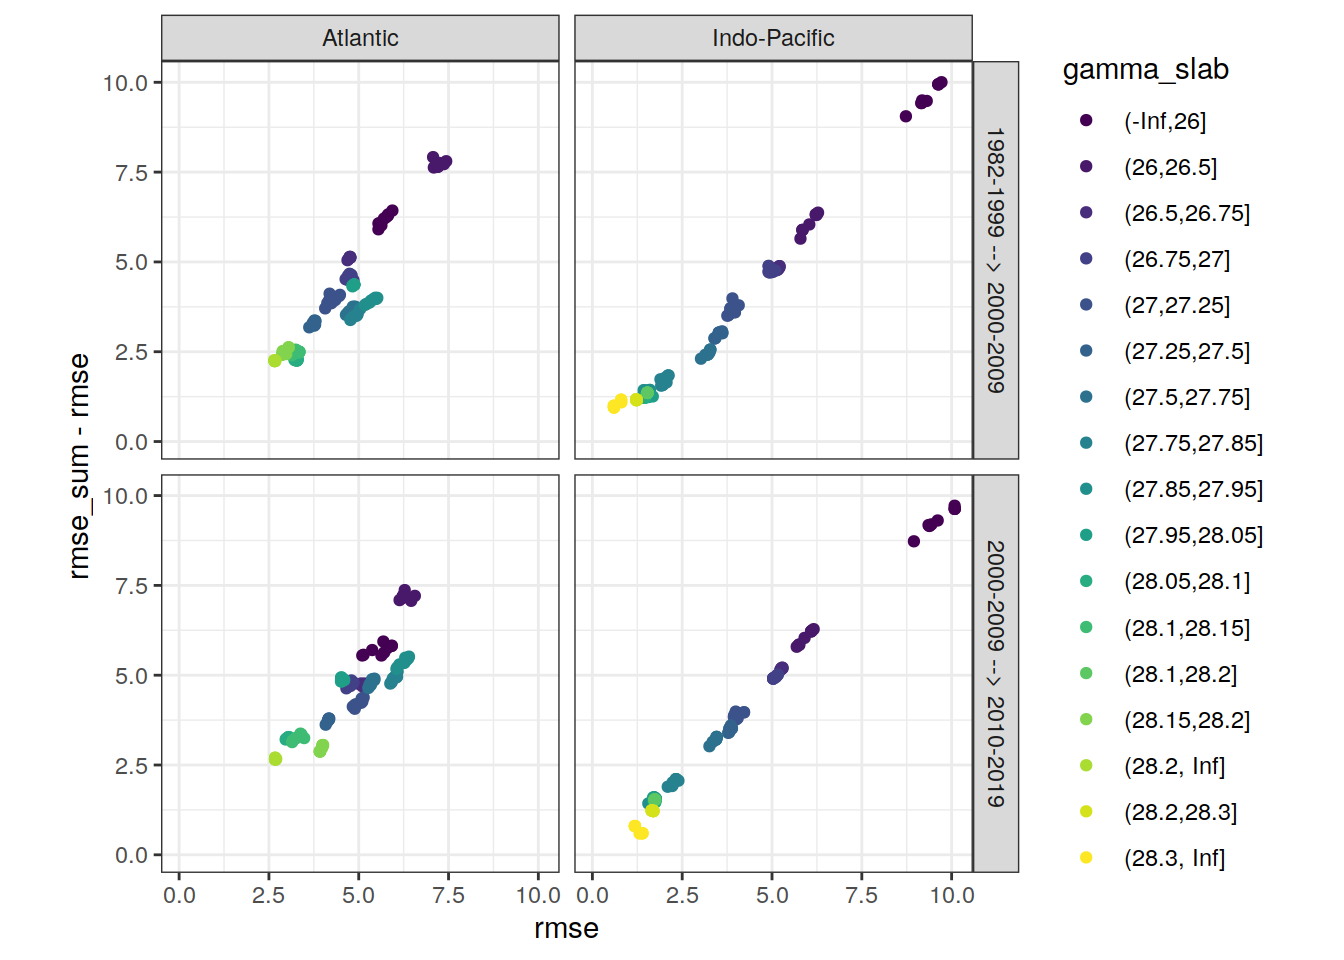 Atlantic
Indo-Pacific
1982-1999 --> 2000-2009
2000-2009 --> 2010-2019
10.0
7.5
5.0
2.5
0.0
10.0
7.5
5.0
2.5
0.0
rmse_sum - rmse
0.0 2.5 5.0 7.5 10.0
0.0 2.5 5.0 7.5 10.0
rmse
gamma_slab
(-Inf,26]
(26,26.5]
(26.5,26.75]
(26.75,27]
(27,27.25]
(27.25,27.5]
(27.5,27.75]
(27.75,27.85]
(27.85,27.95]
(27.95,28.05]
(28.05,28.1]
(28.1,28.15]
(28.1,28.2]
(28.15,28.2]
(28.2, Inf]
(28.2,28.3]
(28.3, Inf]